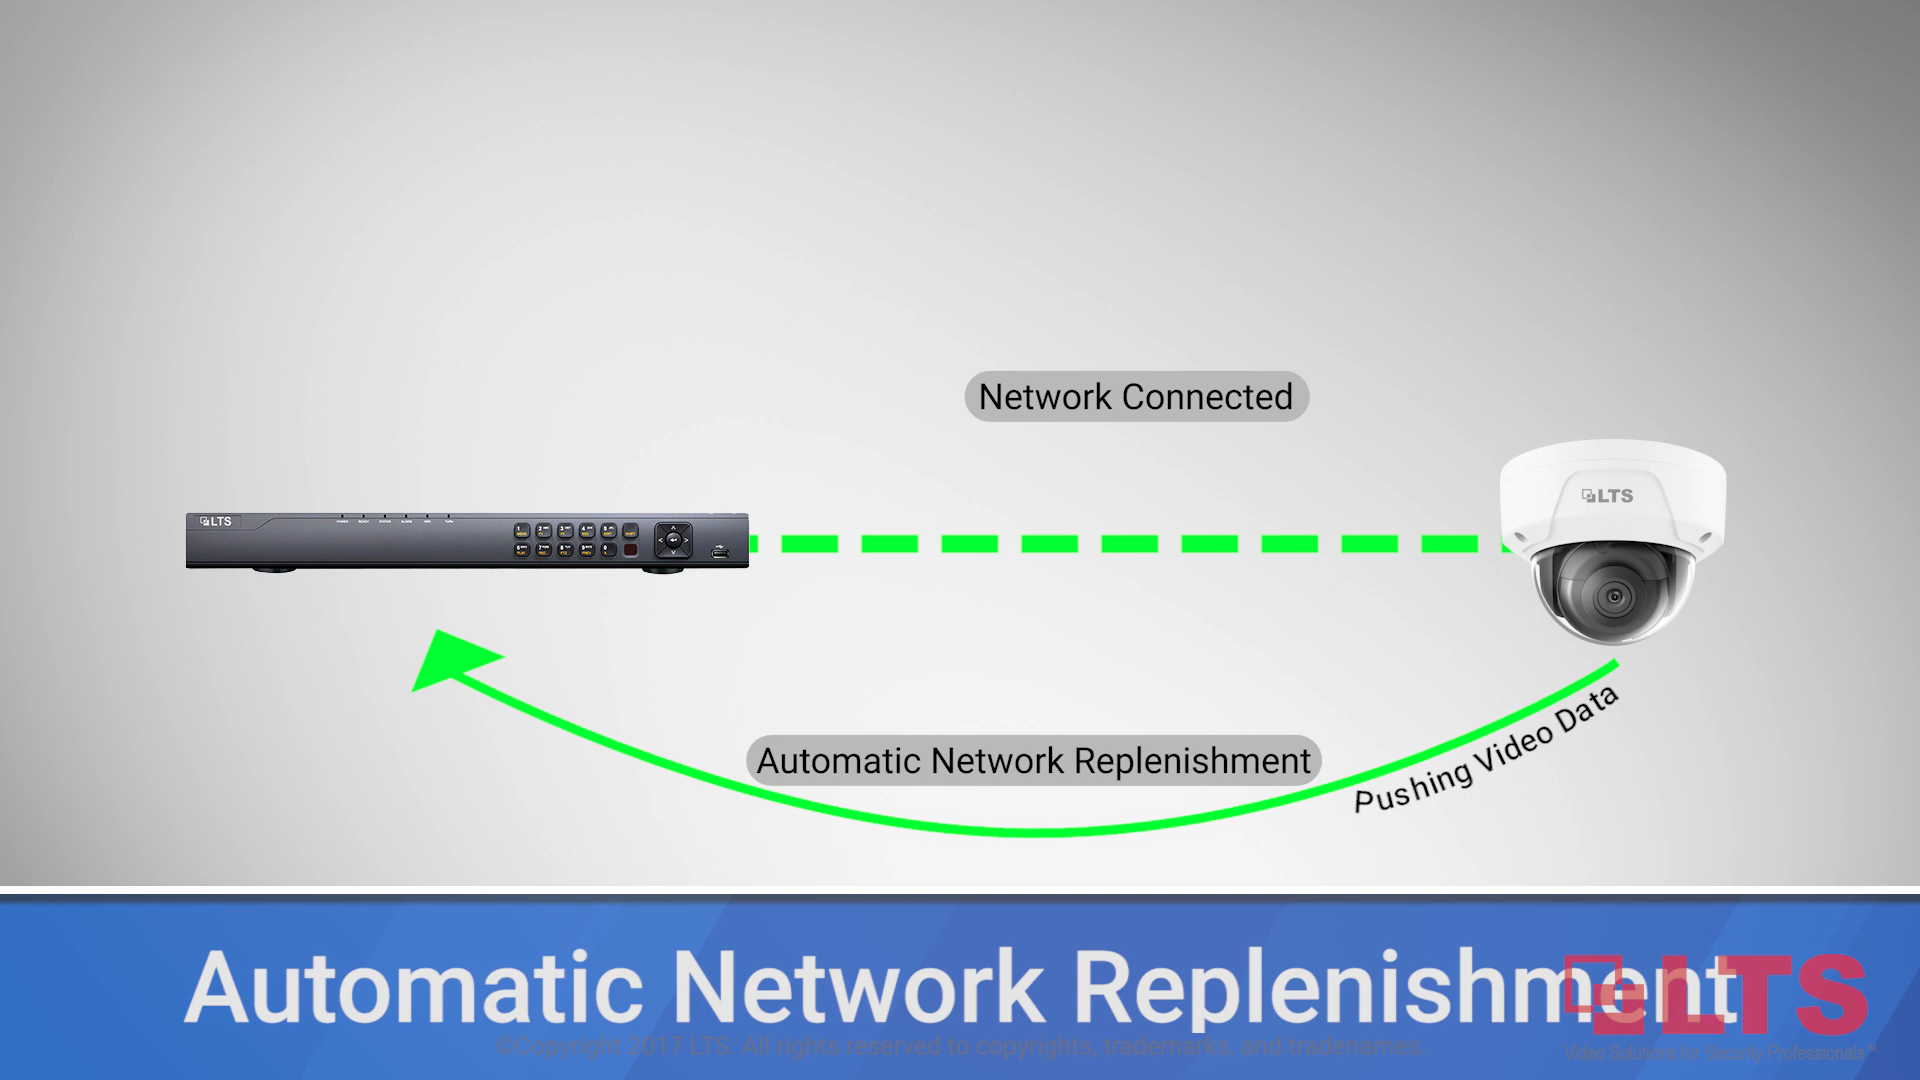 Network Connected
LTS
LTS
Automatic Network Replenishment
Pushing Video Data
Automatic Network Replenishment
LTS
©Copyright 2017 LTS. All rights reserved to copyrights, trademarks, and tradenames.
Video Solutions for Security Professionals™